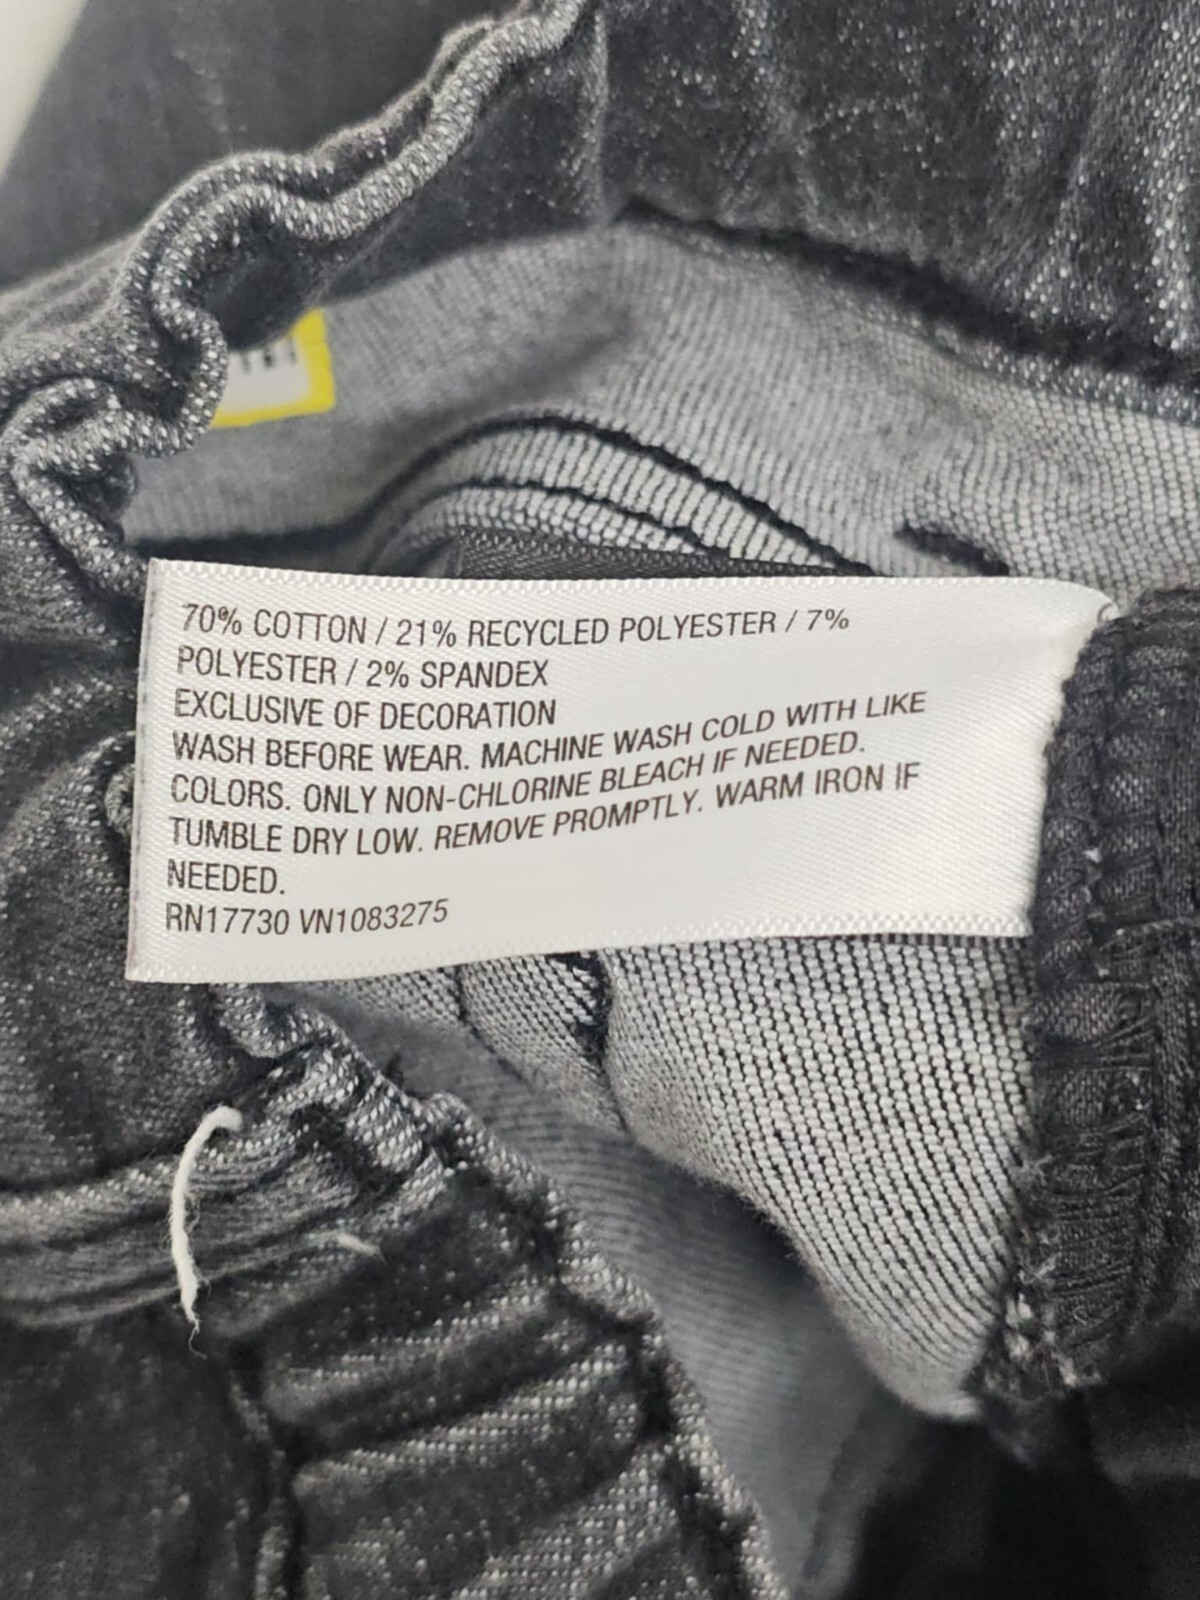 70% COTTON / 21% RECYCLED POLYESTER / 7%
POLYESTER / 2% SPANDEX
EXCLUSIVE OF DECORATION
WASH BEFORE WEAR. MACHINE WASH COLD WITH LIKE
COLORS. ONLY NON-CHLORINE BLEACH IF NEEDED.
TUMBLE DRY LOW. REMOVE PROMPTLY. WARM IRON IF
NEEDED.
RN17730 VN1083275